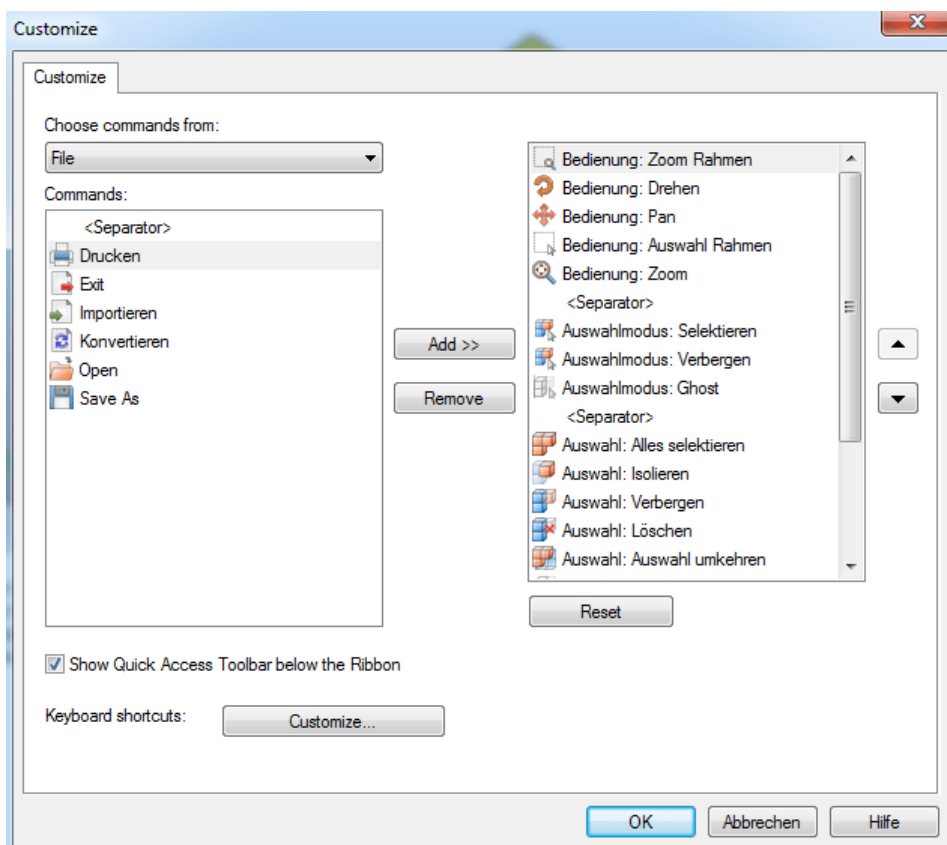 Customize
Customize
Choose commands from:
File
Commands:
<Separator>
Drucken
Exit
Importieren
Konvertieren
Open
Save As
Add >>
Remove
Bedienung: Zoom Rahmen
Bedienung: Drehen
Bedienung: Pan
Bedienung: Auswahl Rahmen
Bedienung: Zoom
<Separator>
Auswahlmodus: Selektieren
Auswahlmodus: Verbergen
Auswahlmodus: Ghost
<Separator>
Auswahl: Alles selektieren
Auswahl: Isolieren
Auswahl: Verbergen
Auswahl: Löschen
Auswahl: Auswahl umkehren
Reset
Show Quick Access Toolbar below the Ribbon
Keyboard shortcuts:
Customize...
OK
Abbrechen
Hilfe